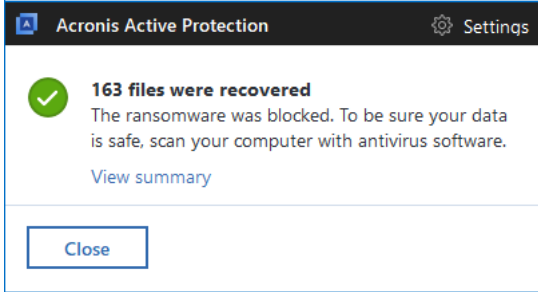 Acronis Active Protection Settings
163 files were recovered
The ransomware was blocked. To be sure your data
is safe, scan your computer with antivirus software.
View summary
Close